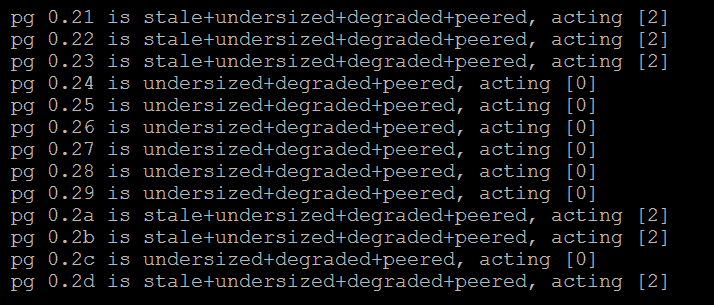 pg 0.21 is stale+undersized+degraded+peered, acting [2]
pg 0.22 is stale+undersized+degraded+peered, acting [2]
pg 0.23 is stale+undersized+degraded+peered, acting [2]
pg 0.24 is undersized+degraded+peered, acting [0]
pg 0.25 is undersized+degraded+peered, acting [0]
pg 0.26 is undersized+degraded+peered, acting [0]
pg 0.27 is undersized+degraded+peered, acting [0]
pg 0.28 is undersized+degraded+peered, acting [0]
pg 0.29 is undersized+degraded+peered, acting [0]
pg 0.2a is stale+undersized+degraded+peered, acting [2]
pg 0.2b is stale+undersized+degraded+peered, acting [2]
pg 0.2c is undersized+degraded+peered, acting [0]
pg 0.2d is stale+undersized+degraded+peered, acting [2]